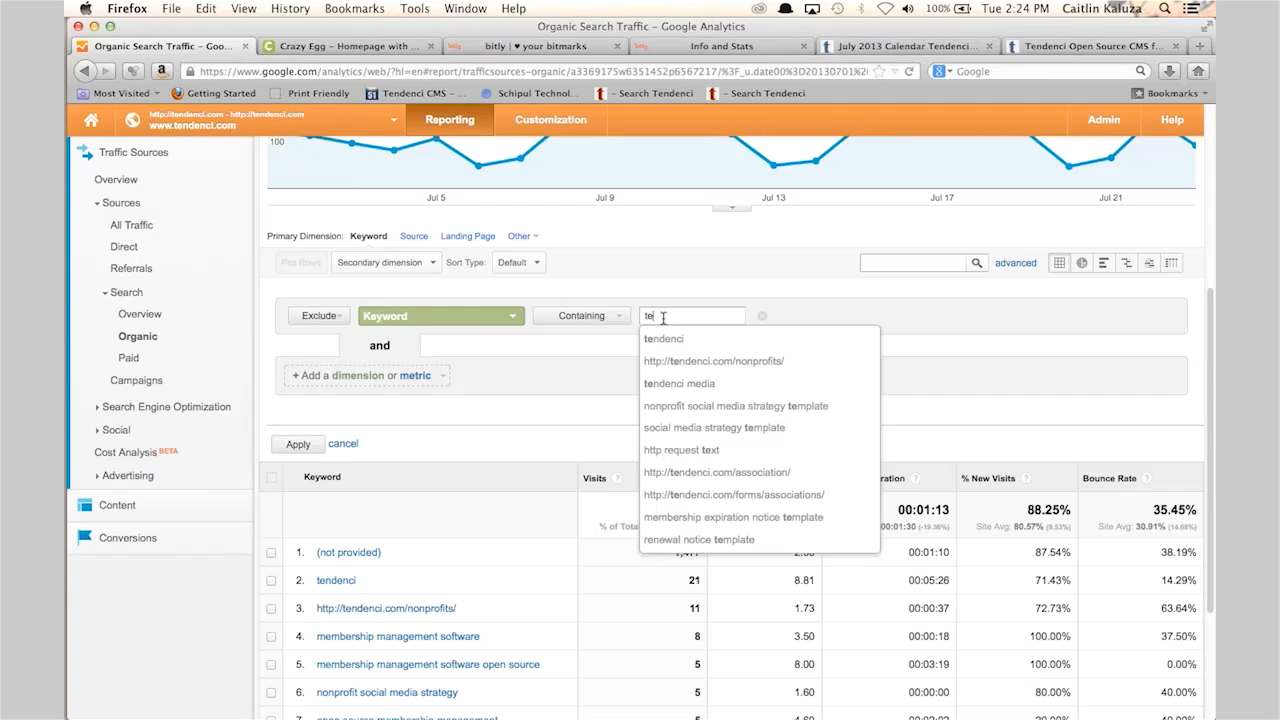 Firefox File Edit View History Bookmarks Tools Window Help 100% Tue 2:24 PM Caitlin Kaluza
Organic Search Traffic – Google Analytics
Organic Search Traffic – Goo... Crazy Egg – Homepage with ... bitly | ♥ your bitmarks Info and Stats July 2013 Calendar Tendenci... Tendenci Open Source CMS f...
https://www.google.com/analytics/web/?hl=en#report/trafficsources-organic/a3369175w6351452p6567217/%3F_u.date00%3D20130701%2 Google
Most Visited Getting Started Print Friendly Tendenci CMS – ... Schipul Technol... – Search Tendenci – Search Tendenci Bookmarks
http://tendenci.com - http://tendenci.com
www.tendenci.com
Reporting Customization Admin Help
Traffic Sources
Overview
Sources
All Traffic
Direct
Referrals
Search
Overview
Organic
Paid
Campaigns
Search Engine Optimization
Social
Cost Analysis BETA
Advertising
Content
Conversions
100
Jul 5 Jul 9 Jul 13 Jul 17 Jul 21
Primary Dimension: Keyword Source Landing Page Other
Plot Rows Secondary dimension Sort Type: Default advanced
Exclude Keyword Containing te
and
+ Add a dimension or metric
tendenci
http://tendenci.com/nonprofits/
tendenci media
nonprofit social media strategy template
social media strategy template
http request text
http://tendenci.com/association/
http://tendenci.com/forms/associations/
membership expiration notice template
renewal notice template
Apply cancel
Keyword Visits ration % New Visits Bounce Rate
00:01:13 88.25% 35.45%
% of Tota 00:01:30 (-19.36%) Site Avg: 80.57% (9.53%) Site Avg: 30.91% (14.68%)
1. (not provided) 00:01:10 87.54% 38.19%
2. tendenci 21 8.81 00:05:26 71.43% 14.29%
3. http://tendenci.com/nonprofits/ 11 1.73 00:00:37 72.73% 63.64%
4. membership management software 8 3.50 00:00:18 100.00% 37.50%
5. membership management software open source 5 8.00 00:03:19 100.00% 0.00%
6. nonprofit social media strategy 5 1.60 00:00:00 80.00% 40.00%